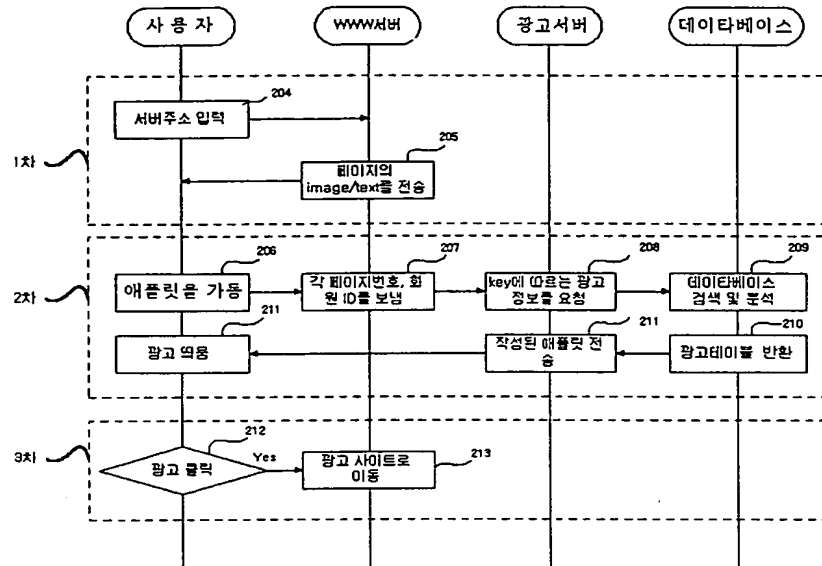 사용자
WWW서버
광고서버
데이타베이스
1차
204
서버주소 입력
205
페이지의
image/text를 전송
2차
206
애플릿을 가동
207
각 페이지번호, 회
원 ID를 보냄
208
key에 따르는 광고
정보를 요청
209
데이타베이스
검색 및 분석
211
광고 띄움
211
작성된 애플릿 전
송
210
광고테이블 반환
3차
212
광고 클릭
Yes
213
광고 사이트로
이동